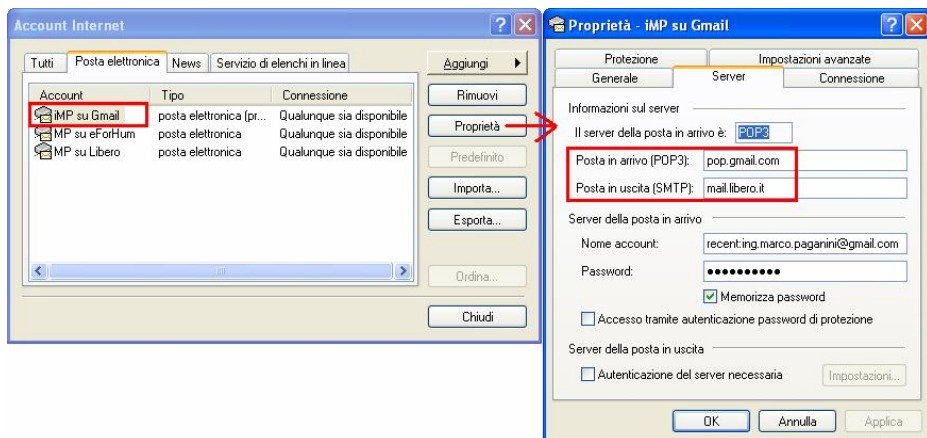 Account Internet
Tutti Posta elettronica News Servizio di elenchi in linea
Account Tipo Connessione
iMP su Gmail posta elettronica (pr... Qualunque sia disponibile
MP su eForHum posta elettronica Qualunque sia disponibile
MP su Libero posta elettronica Qualunque sia disponibile
Aggiungi
Rimuovi
Proprietà
Predefinito
Importa...
Esporta...
Ordina...
Chiudi
Proprietà - iMP su Gmail
Protezione Impostazioni avanzate
Generale Server Connessione
Informazioni sul server
Il server della posta in arrivo è: POP3
Posta in arrivo (POP3): pop.gmail.com
Posta in uscita (SMTP): mail.libero.it
Server della posta in arrivo
Nome account: recent:ing.marco.paganini@gmail.com
Password: ●●●●●●●●●●
Memorizza password
Accesso tramite autenticazione password di protezione
Server della posta in uscita
Autenticazione del server necessaria Impostazioni...
OK Annulla Applica